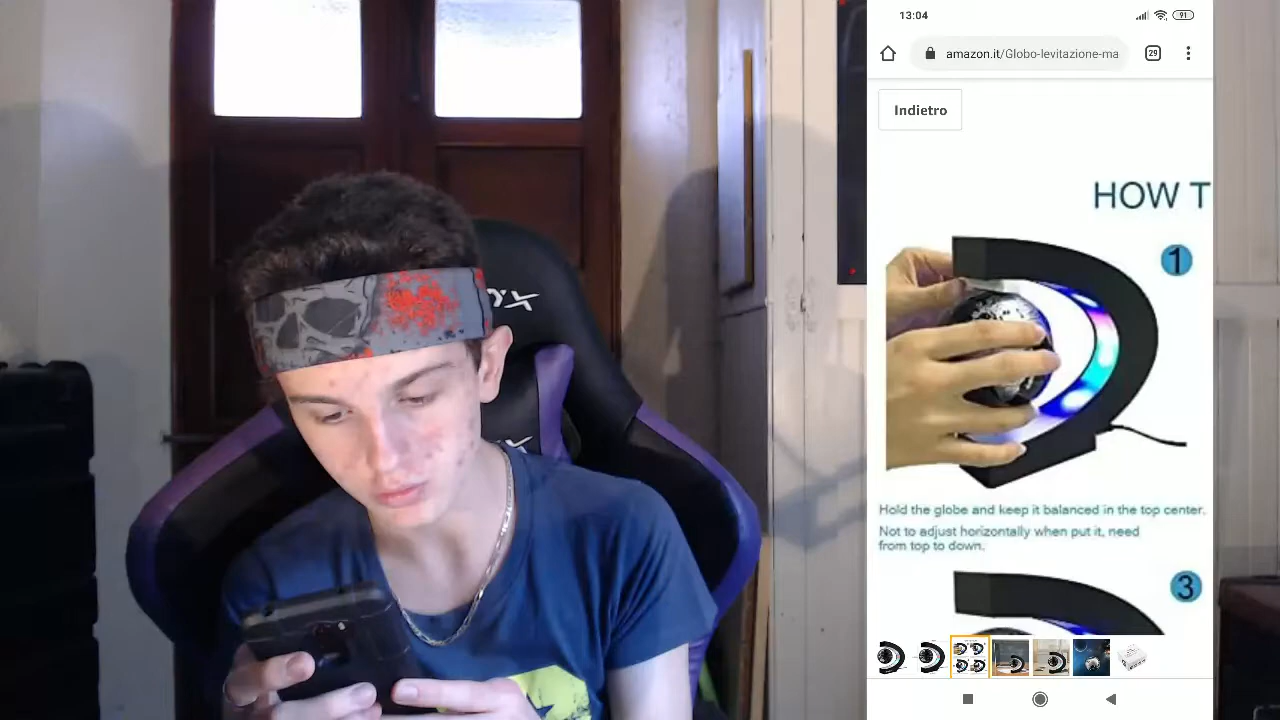 13:04
91
amazon.it/Globo-levitazione-ma
29
Indietro
HOW T
1
Hold the globe and keep it balanced in the top center.
Not to adjust horizontally when put it, need
from top to down.
3